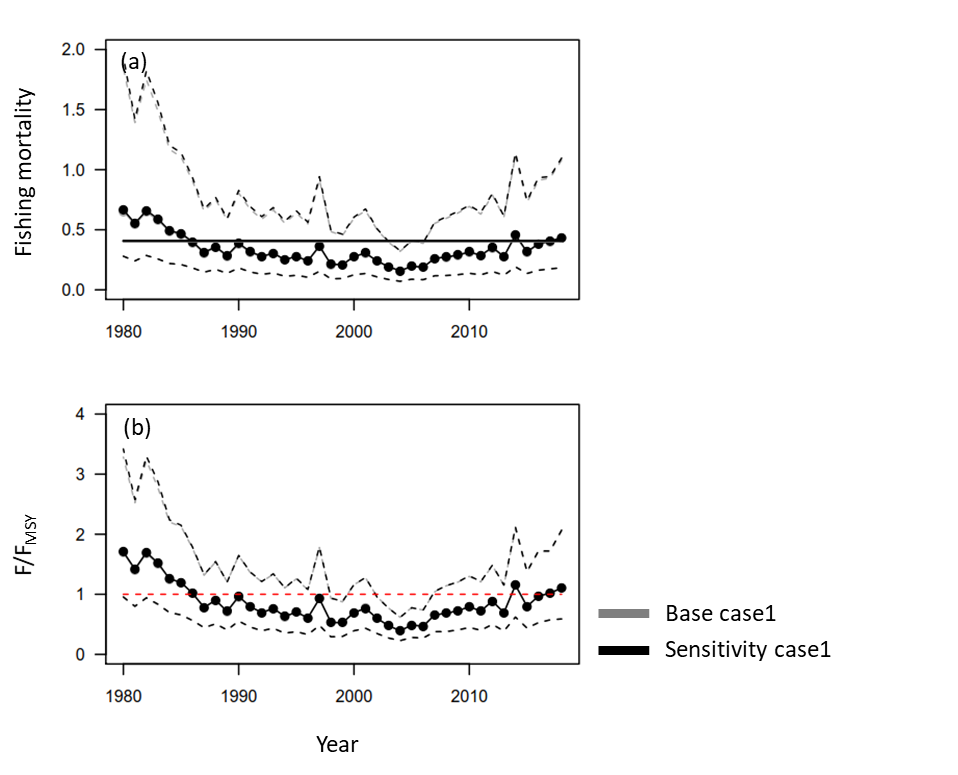 (a)
2.0
1.5
1.0
0.5
0.0
Fishing mortality
1980 1990 2000 2010
(b)
4
3
2
1
0
F/FMSY
1980 1990 2000 2010
Year
Base case1
Sensitivity case1